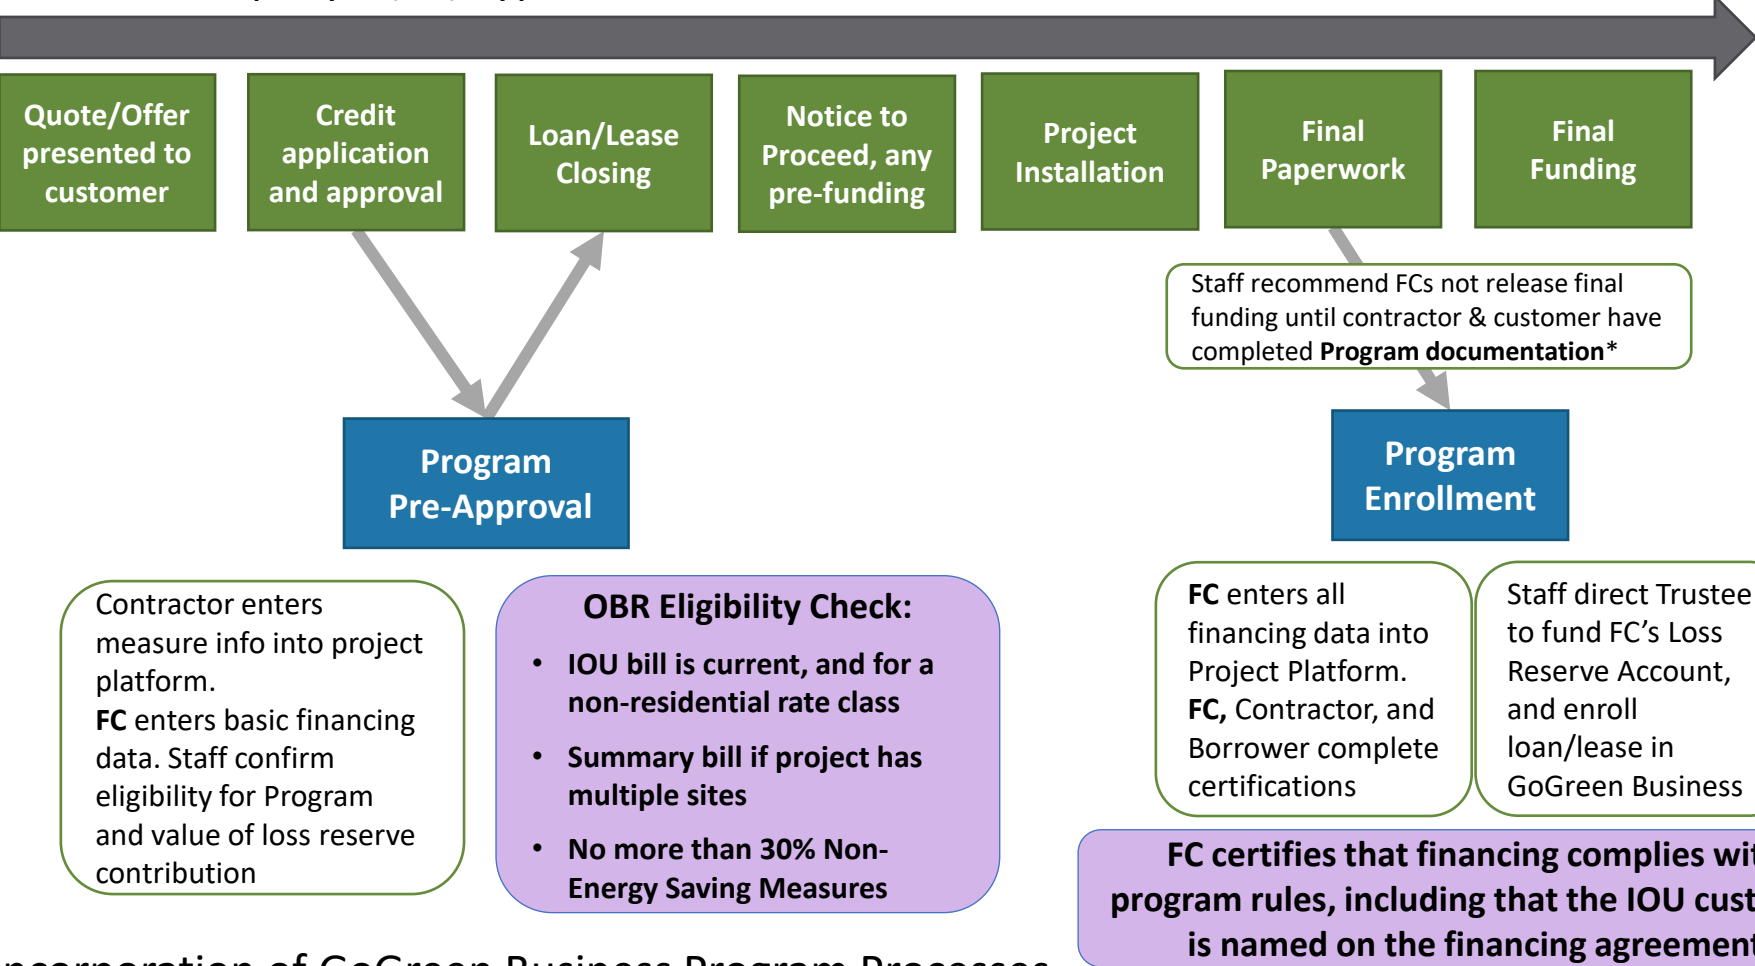 Quote/Offer
presented to
customer
Credit
application
and approval
Loan/Lease
Closing
Notice to
Proceed, any
pre-funding
Project
Installation
Final
Paperwork
Final
Funding
Staff recommend FCs not release final
funding until contractor & customer have
completed Program documentation*
Program
Pre-Approval
Program
Enrollment
Contractor enters
measure info into project
platform.
FC enters basic financing
data. Staff confirm
eligibility for Program
and value of loss reserve
contribution
OBR Eligibility Check:
• IOU bill is current, and for a
non-residential rate class
• Summary bill if project has
multiple sites
• No more than 30% Non-
Energy Saving Measures
FC enters all
financing data into
Project Platform.
FC, Contractor, and
Borrower complete
certifications
Staff direct Trustee
to fund FC’s Loss
Reserve Account,
and enroll
loan/lease in
GoGreen Business
FC certifies that financing complies
program rules, including that the IOU
is named on the financing agreement
of GoGreen Business Program Processes